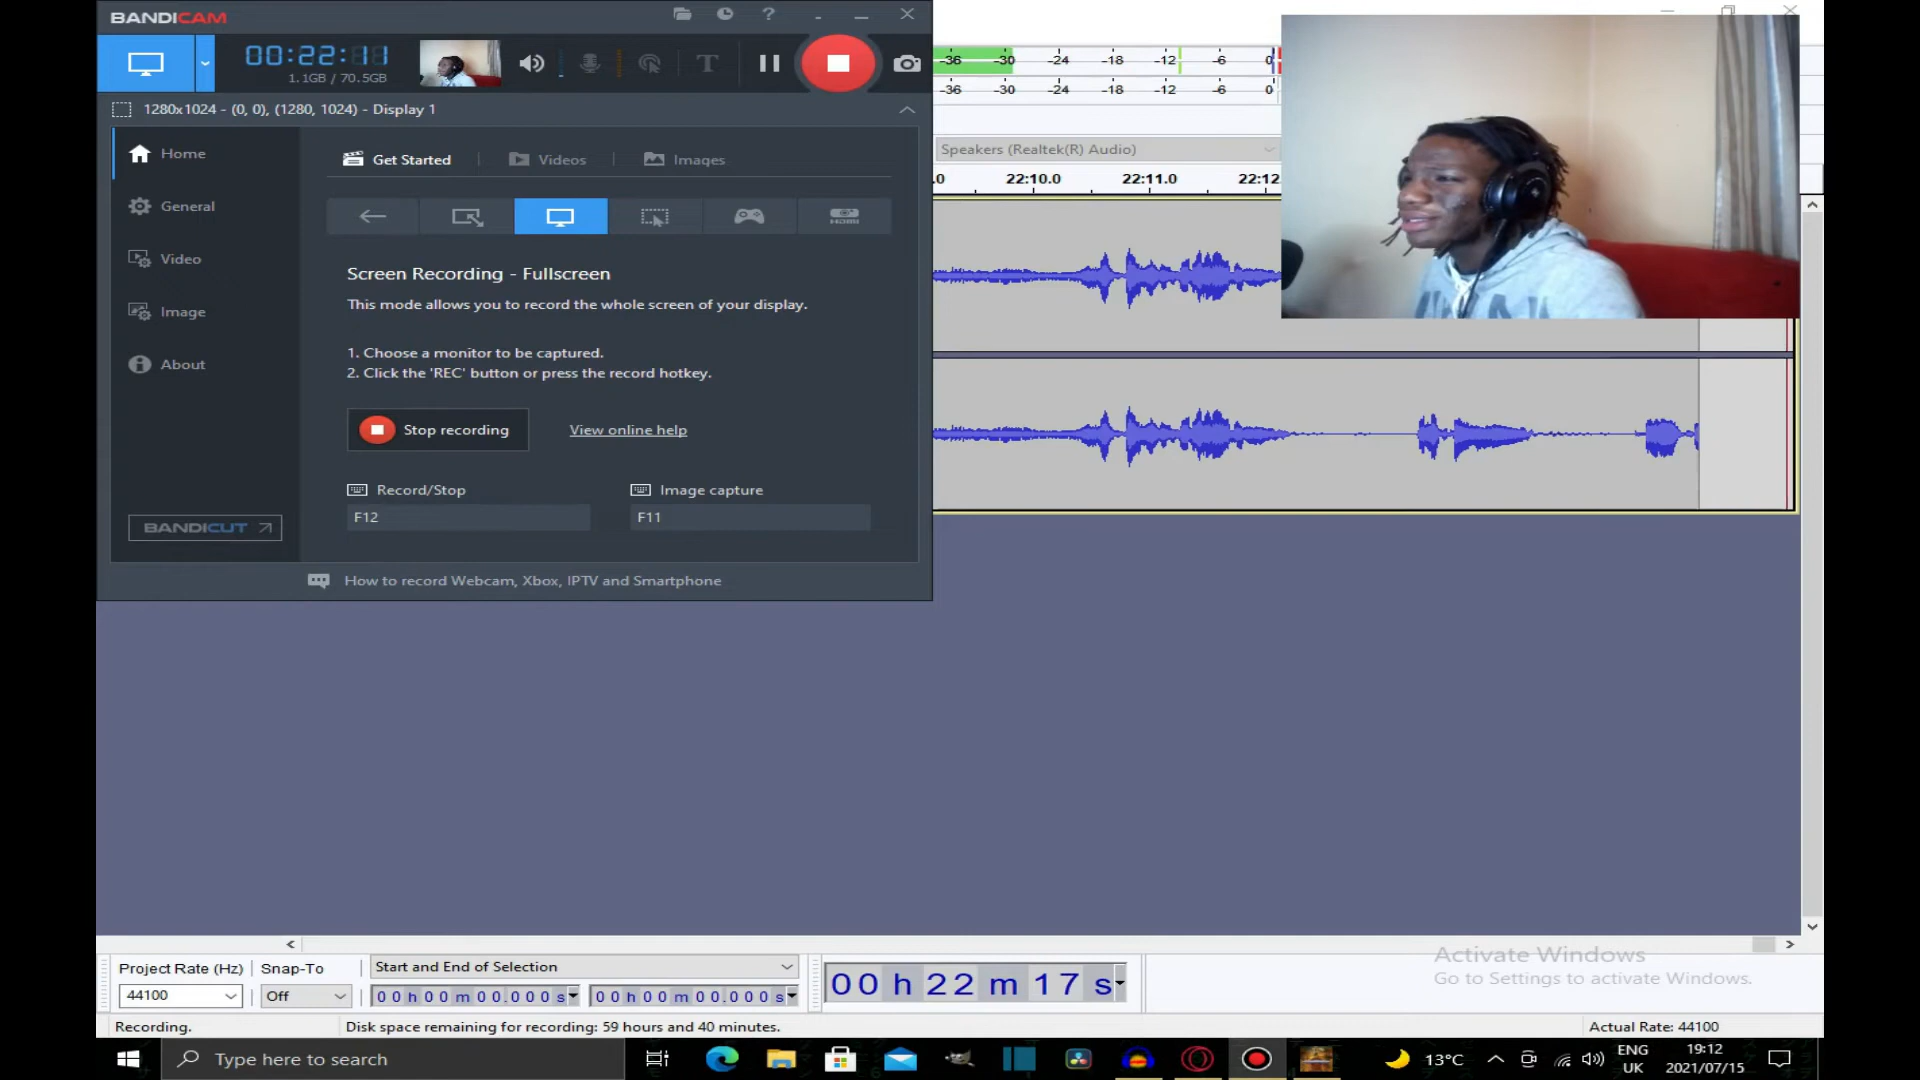 BANDICAM
?
00:22:11
1.1GB / 70.5GB
T
1280x1024 - (0, 0), (1280, 1024) - Display 1
Home
General
Video
Image
About
BANDICUT
Get Started
Videos
Images
HDMI
Screen Recording - Fullscreen
This mode allows you to record the whole screen of your display.
1. Choose a monitor to be captured.
2. Click the 'REC' button or press the record hotkey.
Stop recording
View online help
Record/Stop
Image capture
F12
F11
How to record Webcam, Xbox, IPTV and Smartphone
-36 -30 -24 -18 -12 -6 0
-36 -30 -24 -18 -12 -6 0
Speakers (Realtek(R) Audio)
.0 22:10.0 22:11.0 22:12
Activate Windows
Go to Settings to activate Windows.
Project Rate (Hz)
Snap-To
Start and End of Selection
44100
Off
00 h 00 m 00.000 s
00 h 00 m 00.000 s
00 h 22 m 17 s
Recording.
Disk space remaining for recording: 59 hours and 40 minutes.
Actual Rate: 44100
Type here to search
13°C
ENG
UK
19:12
2021/07/15